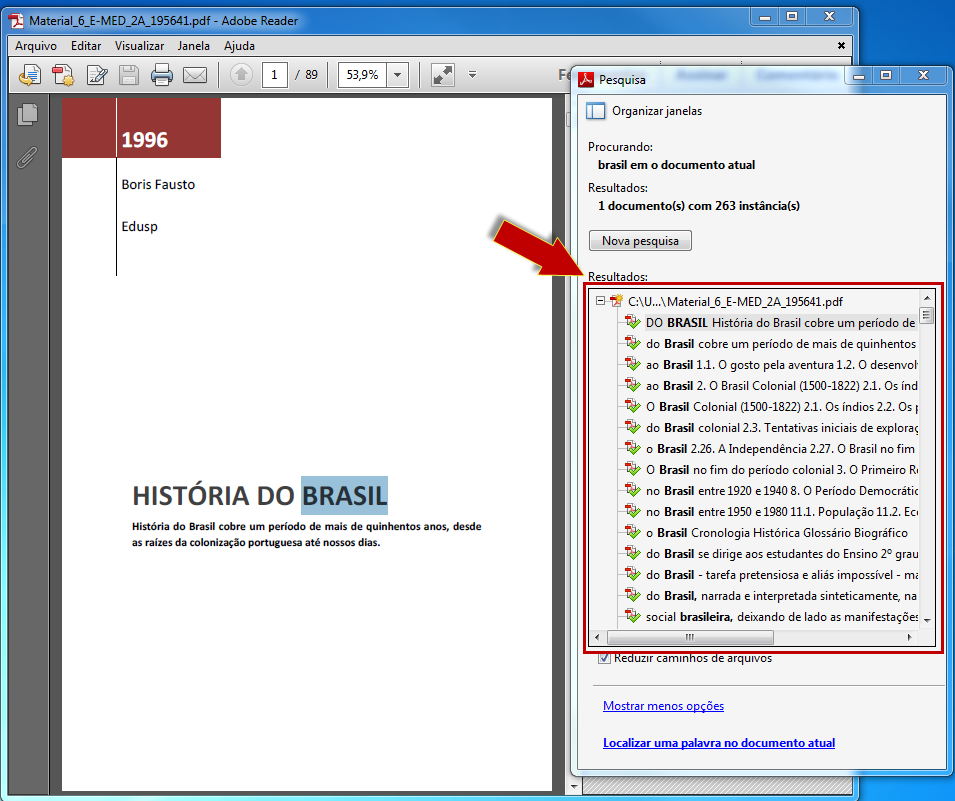 Material_6_E-MED_2A_195641.pdf - Adobe Reader
Arquivo Editar Visualizar Janela Ajuda
1 / 89 53,9%
1996
Boris Fausto
Edusp
HISTÓRIA DO BRASIL
História do Brasil cobre um período de mais de quinhentos anos, desde
as raízes da colonização portuguesa até nossos dias.
Pesquisa
Organizar janelas
Procurando:
brasil em o documento atual
Resultados:
1 documento(s) com 263 instância(s)
Nova pesquisa
Resultados:
C:\U...\Material_6_E-MED_2A_195641.pdf
DO BRASIL História do Brasil cobre um período de
do Brasil cobre um período de mais de quinhentos
ao Brasil 1.1. O gosto pela aventura 1.2. O desenvol
ao Brasil 2. O Brasil Colonial (1500-1822) 2.1. Os índ
O Brasil Colonial (1500-1822) 2.1. Os índios 2.2. Os p
do Brasil colonial 2.3. Tentativas iniciais de exploraç
o Brasil 2.26. A Independência 2.27. O Brasil no fim
O Brasil no fim do período colonial 3. O Primeiro Re
no Brasil entre 1920 e 1940 8. O Período Democrátic
no Brasil entre 1950 e 1980 11.1. População 11.2. Ec
o Brasil Cronologia Histórica Glossário Biográfico
do Brasil se dirige aos estudantes do Ensino 2º grau
do Brasil - tarefa pretensiosa e aliás impossível - ma
do Brasil, narrada e interpretada sinteticamente, na
social brasileira, deixando de lado as manifestações
Reduzir caminhos de arquivos
Mostrar menos opções
Localizar uma palavra no documento atual